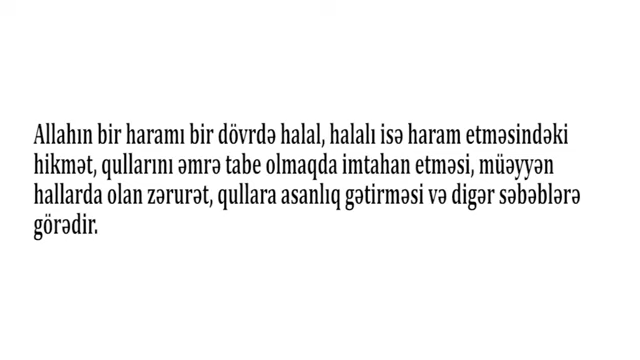 Allahın bir haramı bir dövrdə halal, halalı isə haram etməsindəki
hikmət, qullarını əmrə tabe olmaqda imtahan etməsi, müəyyən
hallarda olan zərurət, qullara asanlıq gətirməsi və digər səbəblərə
görədir.